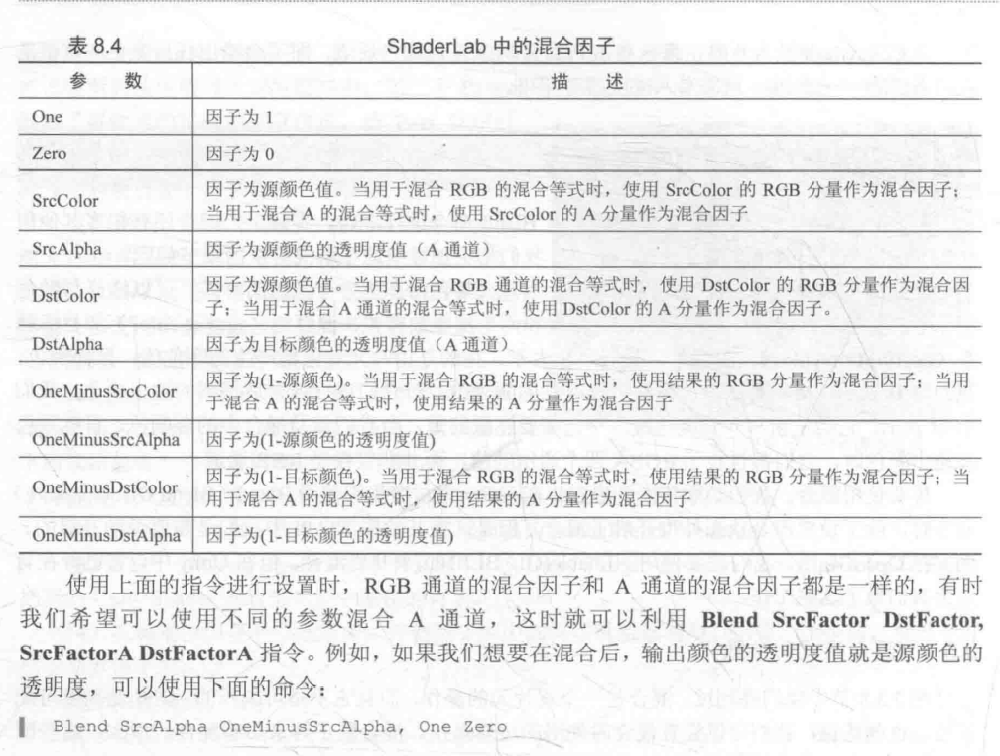 表 8.4 ShaderLab 中的混合因子
参 数 描 述
One 因子为 1
Zero 因子为 0
SrcColor 因子为源颜色值。当用于混合 RGB 的混合等式时，使用 SrcColor 的 RGB 分量作为混合因子；
当用于混合 A 的混合等式时，使用 SrcColor 的 A 分量作为混合因子
SrcAlpha 因子为源颜色的透明度值（A 通道）
DstColor 因子为源颜色值。当用于混合 RGB 通道的混合等式时，使用 DstColor 的 RGB 分量作为混合因
子；当用于混合 A 通道的混合等式时，使用 DstColor 的 A 分量作为混合因子。
DstAlpha 因子为目标颜色的透明度值（A 通道）
OneMinusSrcColor 因子为(1-源颜色)。当用于混合 RGB 的混合等式时，使用结果的 RGB 分量作为混合因子；当用
于混合 A 的混合等式时，使用结果的 A 分量作为混合因子
OneMinusSrcAlpha 因子为(1-源颜色的透明度值)
OneMinusDstColor 因子为(1-目标颜色)。当用于混合 RGB 的混合等式时，使用结果的 RGB 分量作为混合因子；当
用于混合 A 的混合等式时，使用结果的 A 分量作为混合因子
OneMinusDstAlpha 因子为(1-目标颜色的透明度值)
使用上面的指令进行设置时，RGB 通道的混合因子和 A 通道的混合因子都是一样的，有时
我们希望可以使用不同的参数混合 A 通道，这时就可以利用 Blend SrcFactor DstFactor,
SrcFactorA DstFactorA 指令。例如，如果我们想要在混合后，输出颜色的透明度值就是源颜色的
透明度，可以使用下面的命令：
Blend SrcAlpha OneMinusSrcAlpha, One Zero